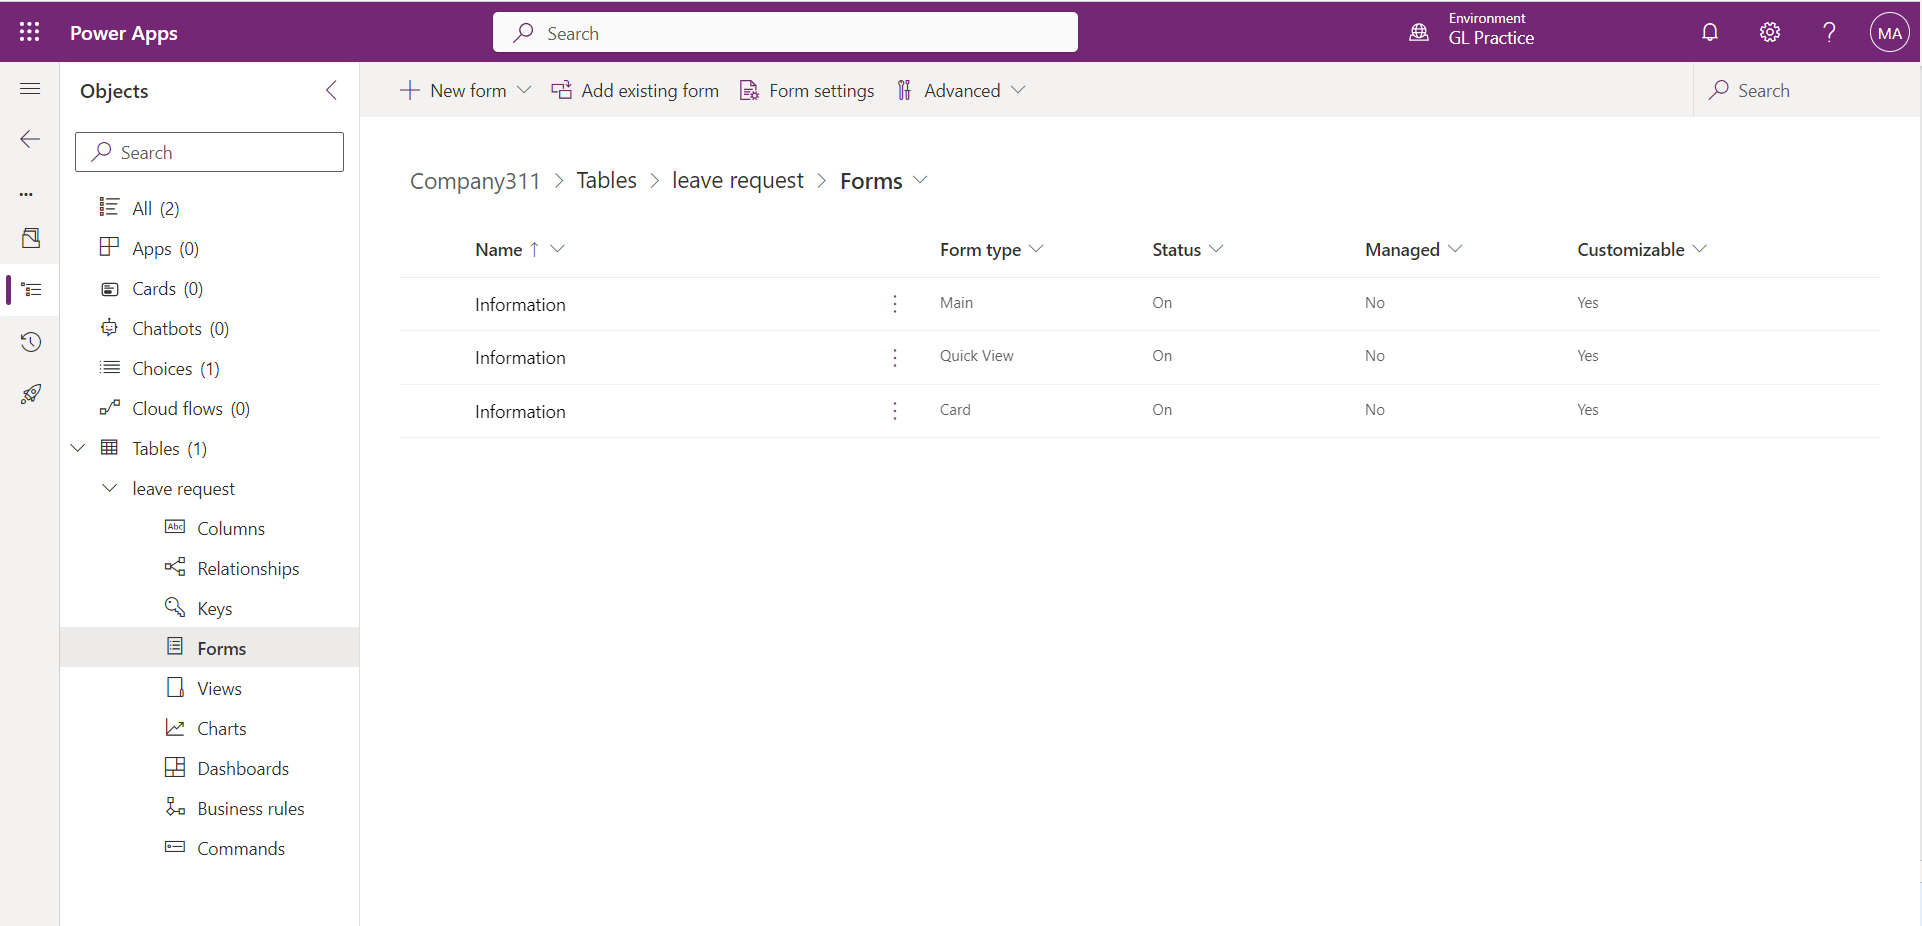 Power Apps
Search
Environment
GL Practice
?
MA
Objects
Search
All (2)
Apps (0)
Cards (0)
Chatbots (0)
Choices (1)
Cloud flows (0)
Tables (1)
leave request
Abc Columns
Relationships
Keys
Forms
Views
Charts
Dashboards
Business rules
Commands
New form
Add existing form
Form settings
Advanced
Search
Company311 > Tables > leave request > Forms
Name ↑ Form type Status Managed Customizable
Information Main On No Yes
Information Quick View On No Yes
Information Card On No Yes